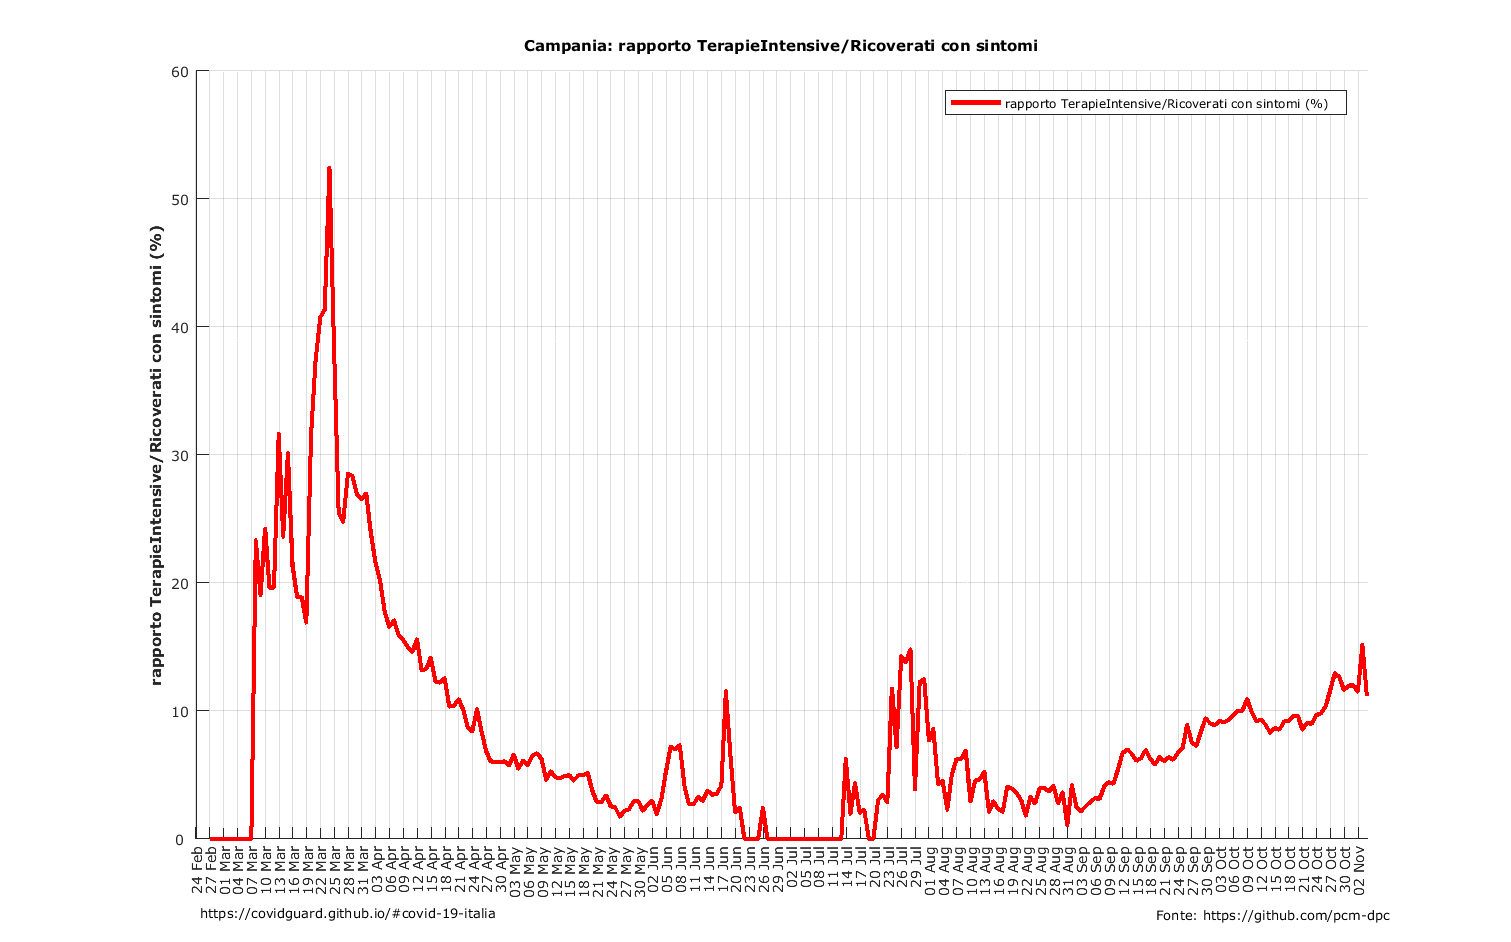 Campania: rapporto TerapieIntensive/Ricoverati con sintomi
rapporto TerapieIntensive/Ricoverati con sintomi (%)
rapporto TerapieIntensive/Ricoverati con sintomi (%)
60
50
40
30
20
10
0
24 Feb
27 Feb
01 Mar
04 Mar
07 Mar
10 Mar
13 Mar
16 Mar
19 Mar
22 Mar
25 Mar
28 Mar
31 Mar
03 Apr
06 Apr
09 Apr
12 Apr
15 Apr
18 Apr
21 Apr
24 Apr
27 Apr
30 Apr
03 May
06 May
09 May
12 May
15 May
18 May
21 May
24 May
27 May
30 May
02 Jun
05 Jun
08 Jun
11 Jun
14 Jun
17 Jun
20 Jun
23 Jun
26 Jun
29 Jun
02 Jul
05 Jul
08 Jul
11 Jul
14 Jul
17 Jul
20 Jul
23 Jul
26 Jul
29 Jul
01 Aug
04 Aug
07 Aug
10 Aug
13 Aug
16 Aug
19 Aug
22 Aug
25 Aug
28 Aug
31 Aug
03 Sep
06 Sep
09 Sep
12 Sep
15 Sep
18 Sep
21 Sep
24 Sep
27 Sep
30 Sep
03 Oct
06 Oct
09 Oct
12 Oct
15 Oct
18 Oct
21 Oct
24 Oct
27 Oct
30 Oct
02 Nov
https://covidguard.github.io/#covid-19-italia
Fonte: https://github.com/pcm-dpc